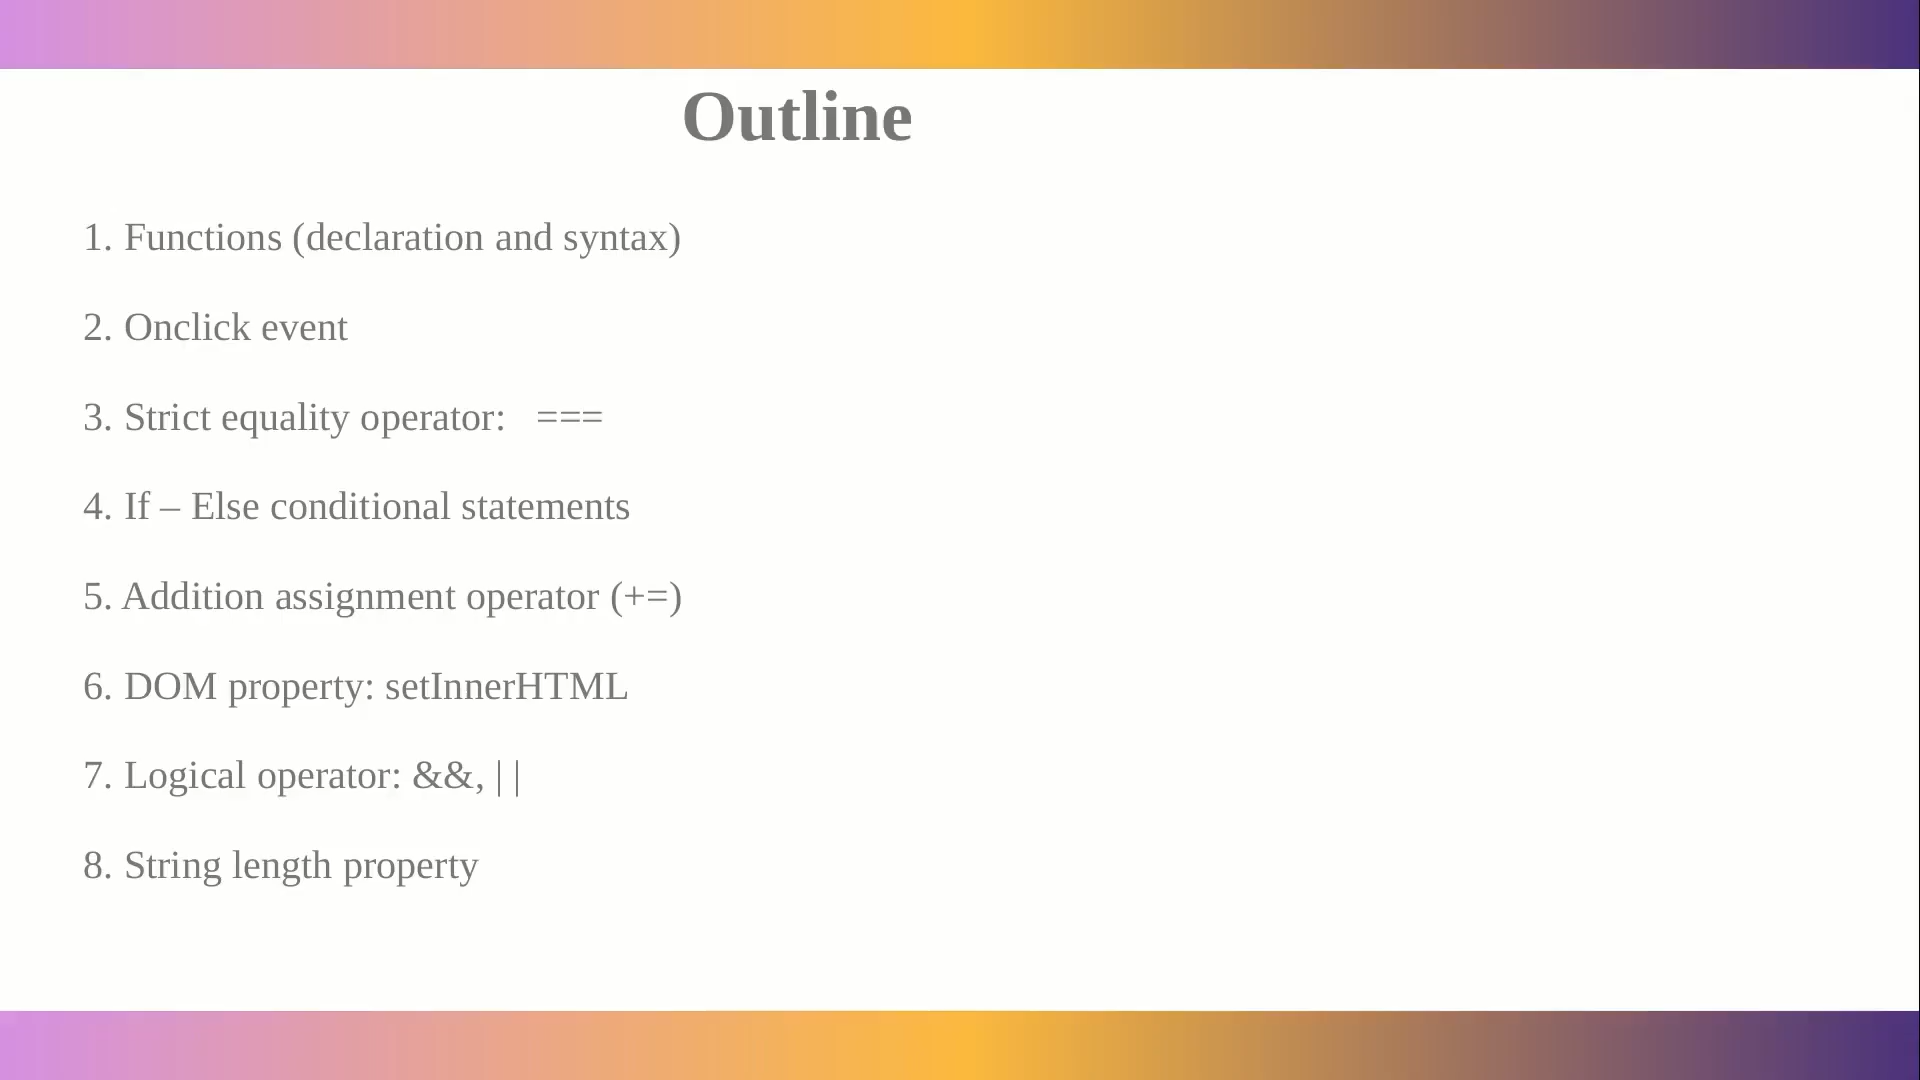 Outline
1. Functions (declaration and syntax)
2. Onclick event
3. Strict equality operator:   ===
4. If – Else conditional statements
5. Addition assignment operator (+=)
6. DOM property: setInnerHTML
7. Logical operator: &&, | |
8. String length property